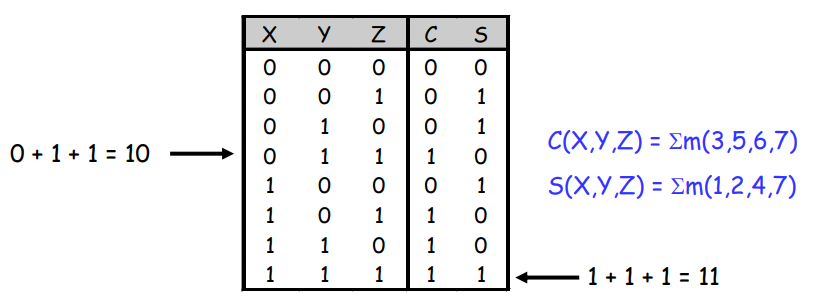 X Y Z C S
0 0 0 0 0
0 0 1 0 1
0 1 0 0 1
0 1 1 1 0
1 0 0 0 1
1 0 1 1 0
1 1 0 1 0
1 1 1 1 1
0 + 1 + 1 = 10
C(X,Y,Z) = Σm(3,5,6,7)
S(X,Y,Z) = Σm(1,2,4,7)
1 + 1 + 1 = 11